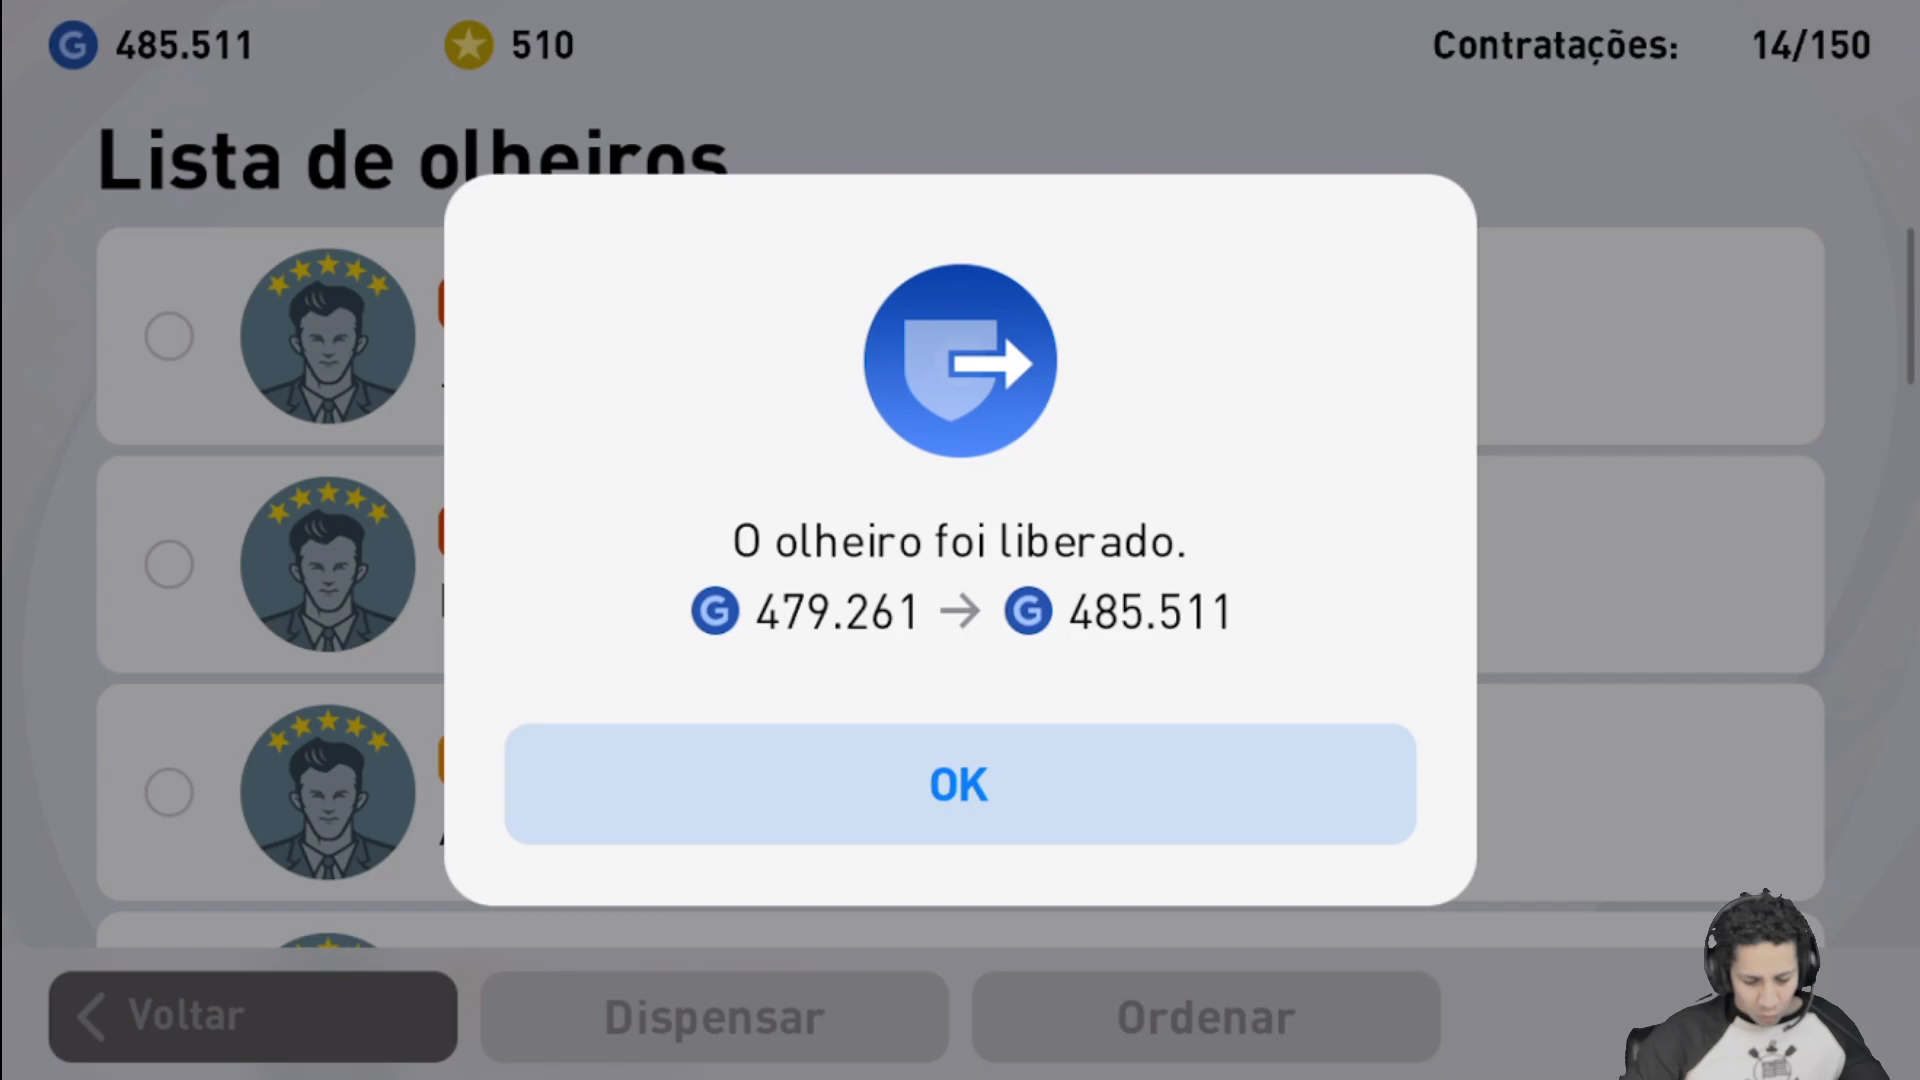 G 485.511
510
Contratações: 14/150
Lista de olheiros
O olheiro foi liberado.
G 479.261 → G 485.511
OK
Voltar
Dispensar
Ordenar